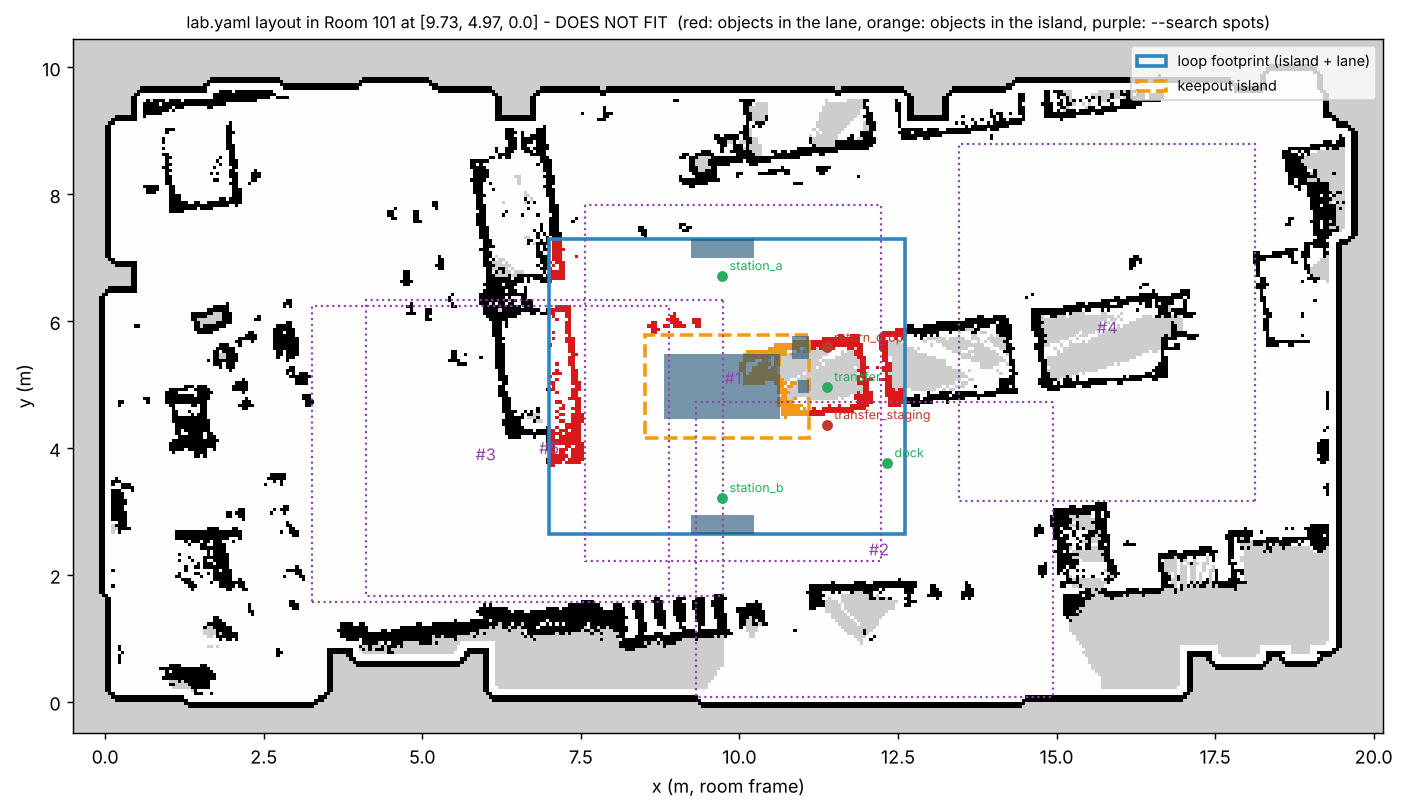 lab.yaml layout in Room 101 at [9.73, 4.97, 0.0] - DOES NOT FIT (red: objects in the lane, orange: objects in the island, purple: --search spots)
loop footprint (island + lane)
keepout island
10
8
6
4
2
0
y (m)
station_a
#4
transfer
#1
transfer_staging
#3
dock
station_b
#2
0.0
2.5
5.0
7.5
10.0
12.5
15.0
17.5
20.0
x (m, room frame)